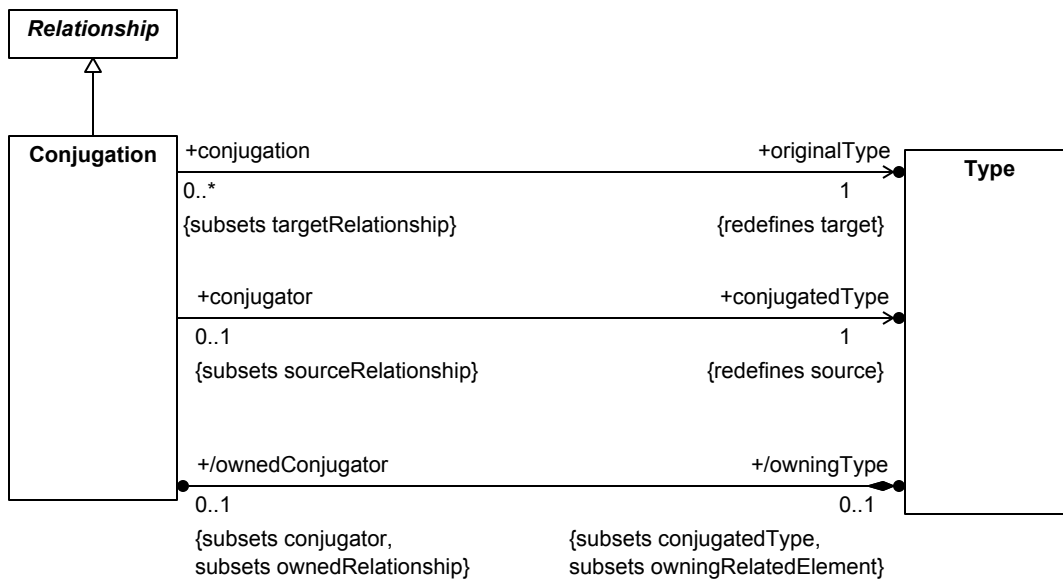 Relationship
Conjugation
+conjugation
+originalType
Type
0..*
1
{subsets targetRelationship}
{redefines target}
+conjugator
+conjugatedType
0..1
1
{subsets sourceRelationship}
{redefines source}
+/ownedConjugator
+/owningType
0..1
0..1
{subsets conjugator,
subsets ownedRelationship}
{subsets conjugatedType,
subsets owningRelatedElement}